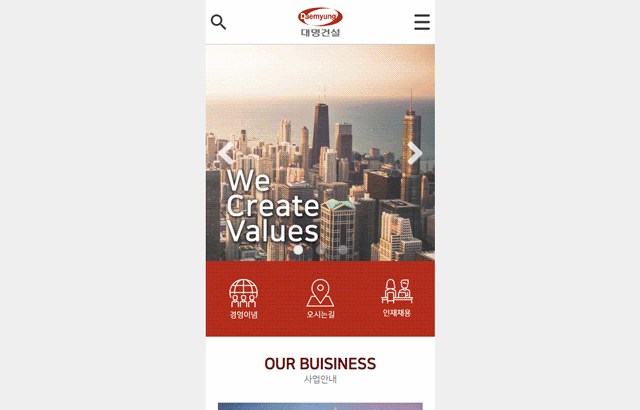 Daemyung
대명건설
We
Create
Values
경영이념
오시는길
인재채용
OUR BUISINESS
사업안내